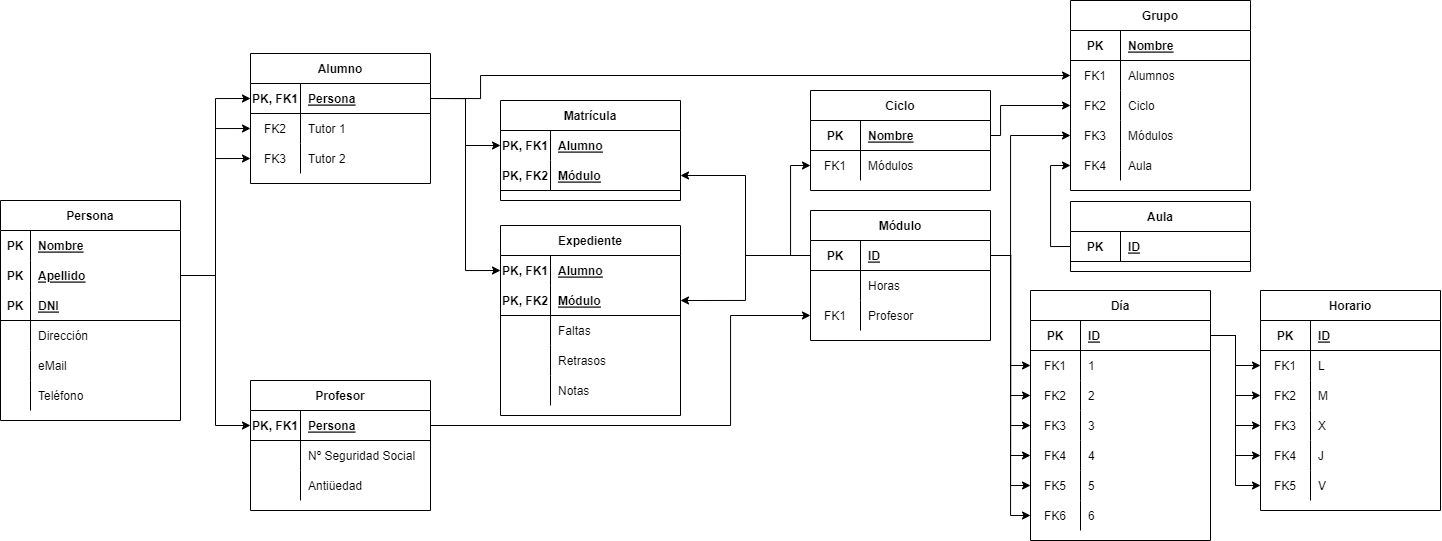 Persona
PK Nombre
PK Apellido
PK DNI
Dirección
eMail
Teléfono
Alumno
PK, FK1 Persona
FK2 Tutor 1
FK3 Tutor 2
Profesor
PK, FK1 Persona
Nº Seguridad Social
Antiüedad
Matrícula
PK, FK1 Alumno
PK, FK2 Módulo
Expediente
PK, FK1 Alumno
PK, FK2 Módulo
Faltas
Retrasos
Notas
Ciclo
PK Nombre
FK1 Módulos
Módulo
PK ID
Horas
FK1 Profesor
Grupo
PK Nombre
FK1 Alumnos
FK2 Ciclo
FK3 Módulos
FK4 Aula
Aula
PK ID
Día
PK ID
FK1 1
FK2 2
FK3 3
FK4 4
FK5 5
FK6 6
Horario
PK ID
FK1 L
FK2 M
FK3 X
FK4 J
FK5 V